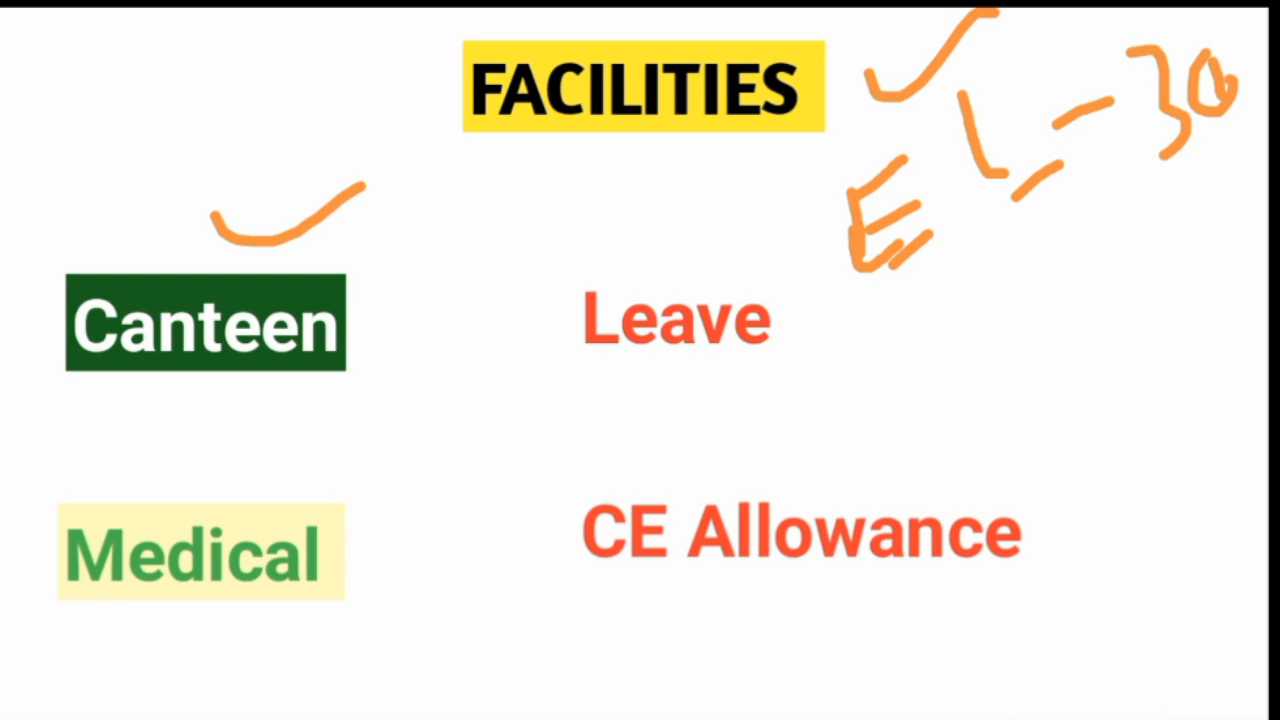 FACILITIES
EL - 30
Canteen
Leave
Medical
CE Allowance